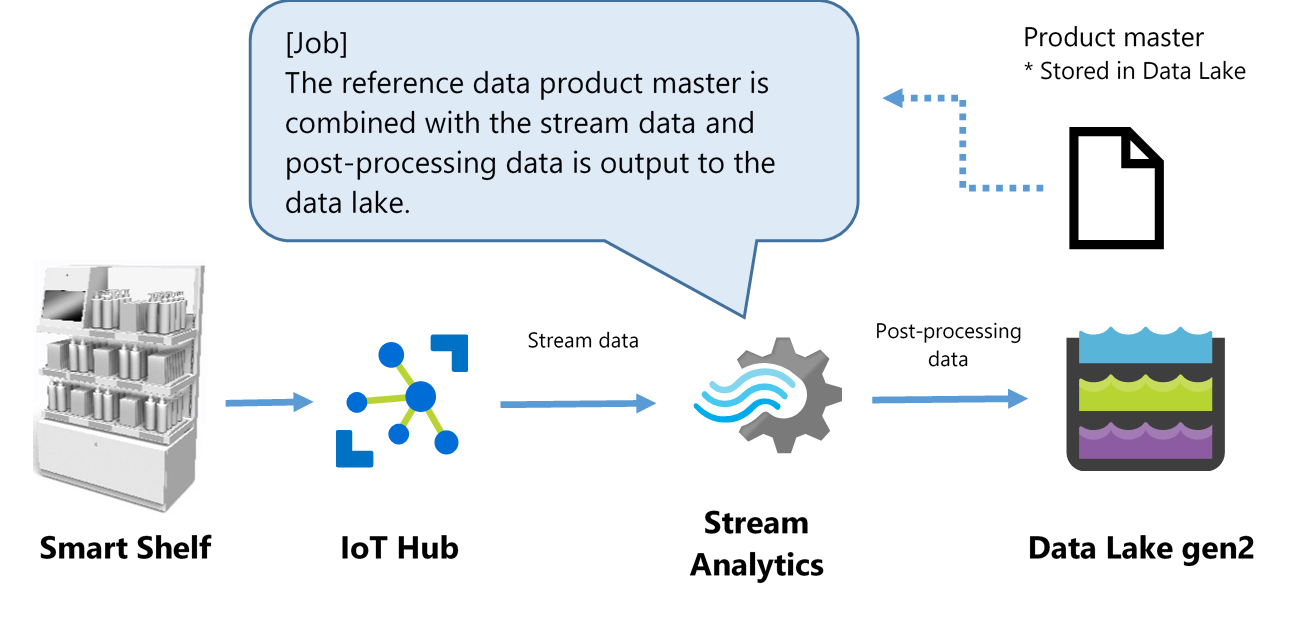 [Job]
The reference data product master is
combined with the stream data and
post-processing data is output to the
data lake.
Product master
* Stored in Data Lake
Stream data
Post-processing
data
Smart Shelf
IoT Hub
Stream
Analytics
Data Lake gen2